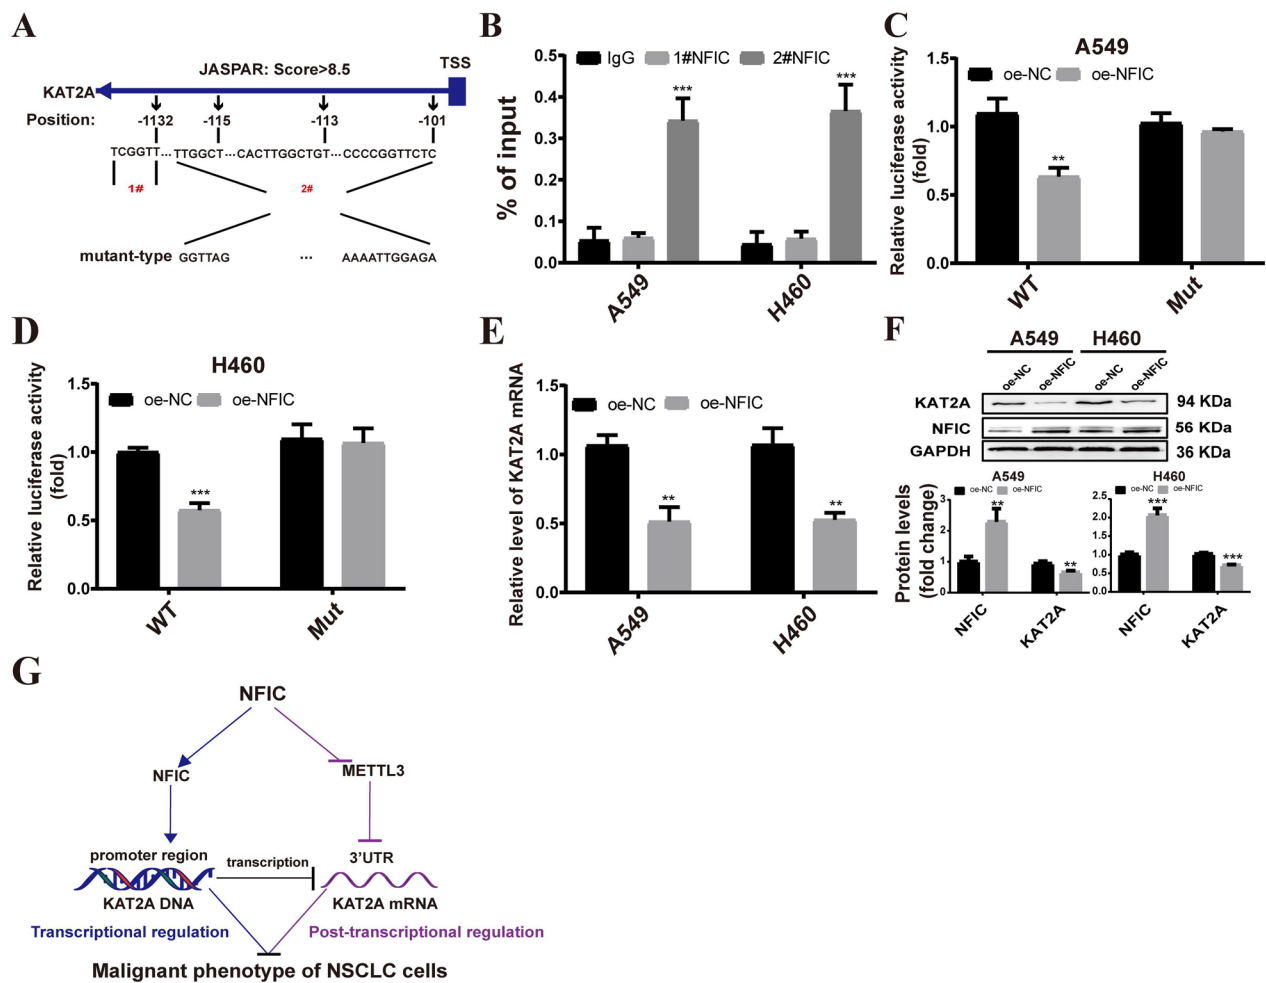 A
JASPAR: Score>8.5
TSS
KAT2A
Position:
-1132
-115
-113
-101
TCGGTT...TTGGCT...CACTTGGCTGT...CCCCGGTTCTC
1#
2#
mutant-type GGTTAG ... AAAATTGGAGA
B
IgG 1#NFIC 2#NFIC
% of input
0.5
0.4
0.3
0.2
0.1
0.0
***
***
A549
H460
C
A549
oe-NC oe-NFIC
Relative luciferase activity
(fold)
1.5
1.0
0.5
0.0
**
WT
Mut
D
H460
oe-NC oe-NFIC
Relative luciferase activity
(fold)
1.5
1.0
0.5
0.0
***
WT
Mut
E
oe-NC oe-NFIC
Relative level of KAT2A mRNA
1.5
1.0
0.5
0.0
**
**
A549
H460
F
A549 H460
oe-NC oe-NFIC oe-NC oe-NFIC
KAT2A 94 KDa
NFIC 56 KDa
GAPDH 36 KDa
A549
oe-NC oe-NFIC
Protein levels
(fold change)
3
2
1
0
**
**
NFIC
KAT2A
H460
oe-NC oe-NFIC
2.5
2.0
1.5
1.0
0.5
0.0
***
***
NFIC
KAT2A
G
NFIC
NFIC
METTL3
promoter region
transcription
3'UTR
KAT2A DNA
KAT2A mRNA
Transcriptional regulation
Post-transcriptional regulation
Malignant phenotype of NSCLC cells